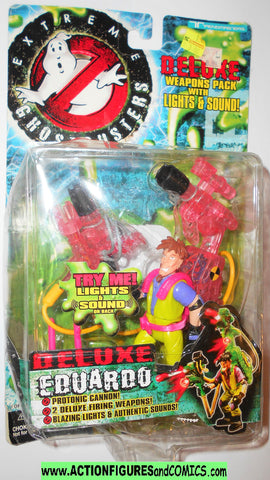 EXTREME
GHOSTBUSTERS
DELUXE
WEAPONS PACK
WITH
LIGHTS & SOUND!
TRY ME!
LIGHTS
&
SOUND
ON BACK
DELUXE
EDUARDO
• PROTONIC CANNON!
• 2 DELUXE FIRING WEAPONS!
• BLAZING LIGHTS & AUTHENTIC SOUNDS!
www.ACTIONFIGURESandCOMICS.com